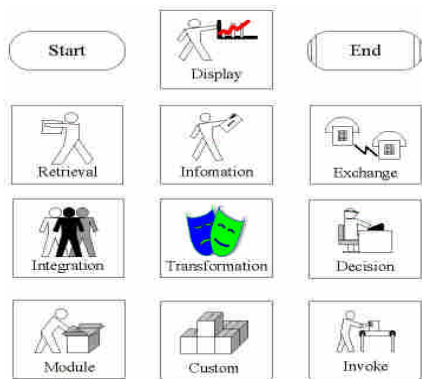 Start
Display
End
Retrieval
Infomation
Exchange
Integration
Transformation
Decision
Module
Custom
Invoke